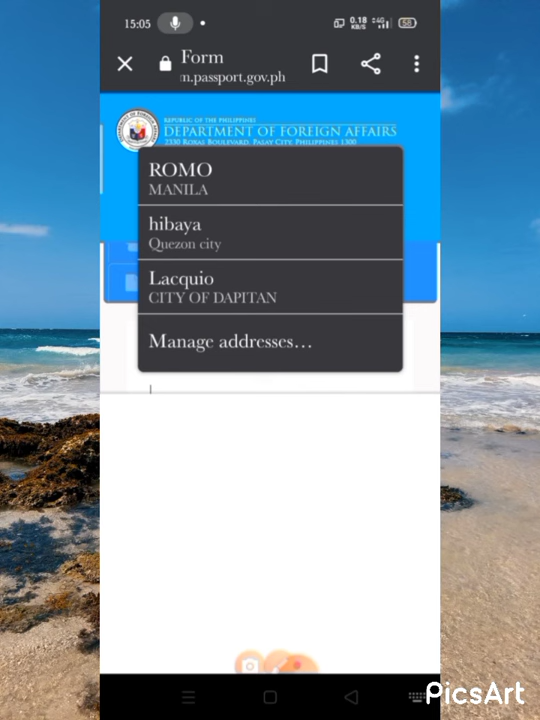 15:05
0.18
KB/S
4G
58
Form
m.passport.gov.ph
REPUBLIC OF THE PHILIPPINES
DEPARTMENT OF FOREIGN AFFAIRS
2330 ROXAS BOULEVARD, PASAY CITY, PHILIPPINES 1300
ROMO
MANILA
hibaya
Quezon city
Lacquio
CITY OF DAPITAN
Manage addresses…
PicsArt